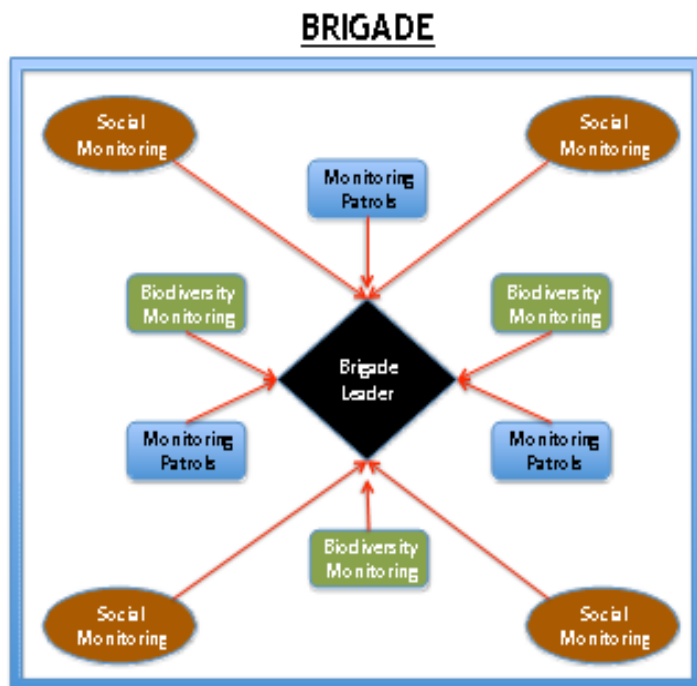 BRIGADE
Social
Monitoring
Social
Monitoring
Monitoring
Patrols
Biodiversity
Monitoring
Biodiversity
Monitoring
Brigade
Leader
Monitoring
Patrols
Monitoring
Patrols
Biodiversity
Monitoring
Social
Monitoring
Social
Monitoring